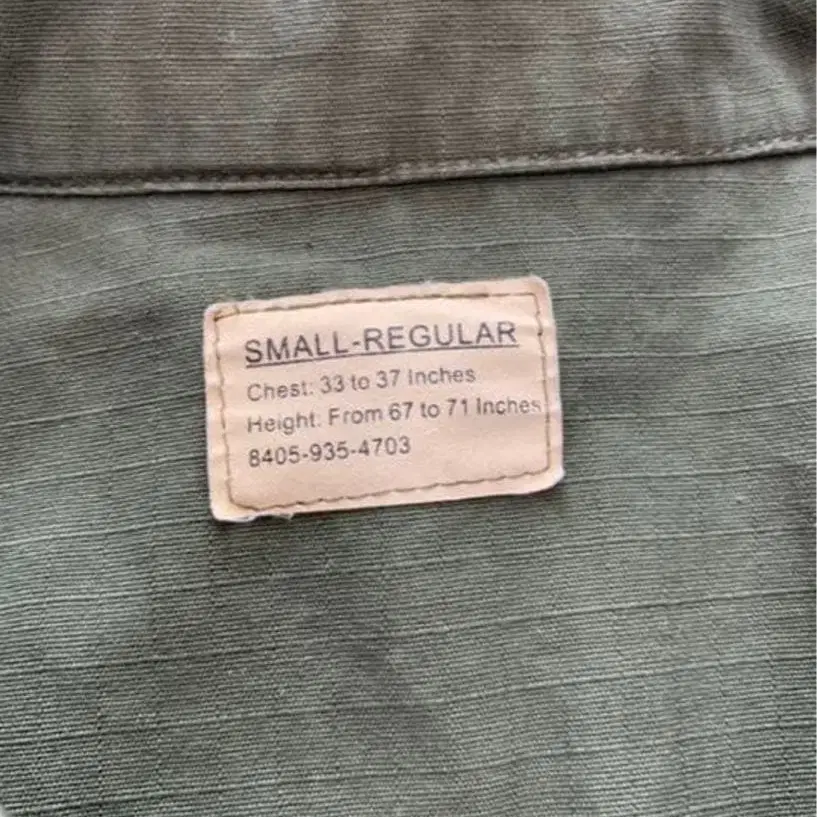 SMALL-REGULAR
Chest: 33 to 37 Inches
Height: From 67 to 71 Inches
8405-935-4703